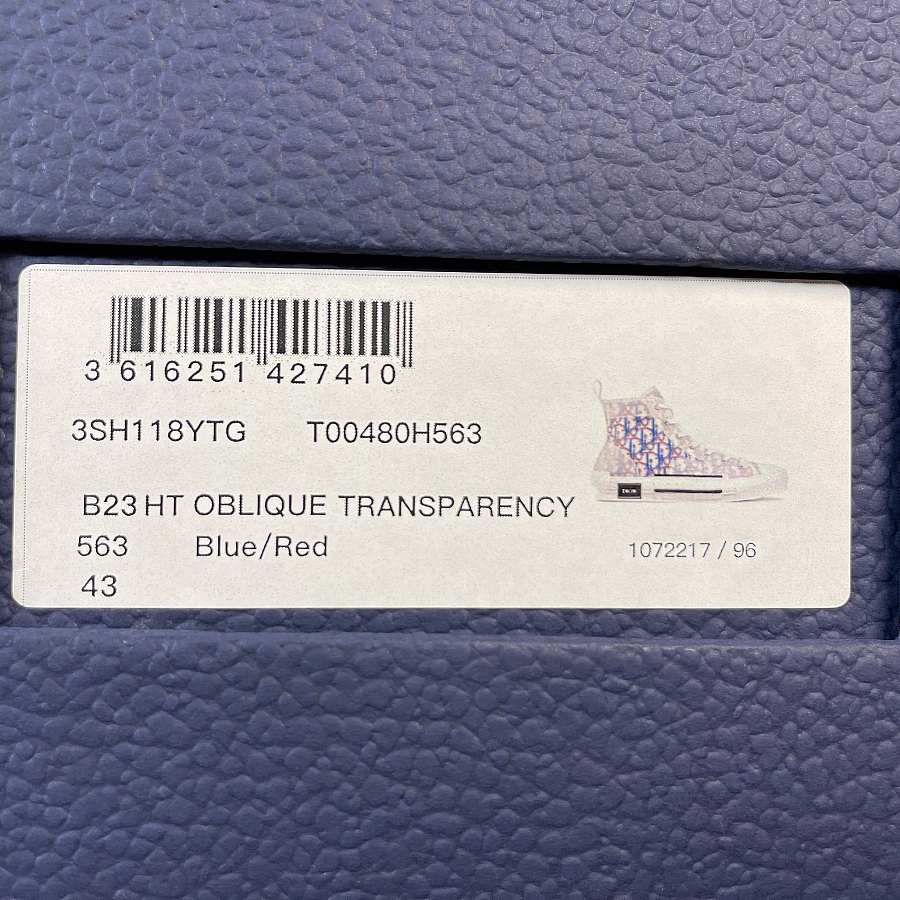 3 616251 427410
3SH118YTG T00480H563
B23 HT OBLIQUE TRANSPARENCY
563 Blue/Red
1072217 / 96
43